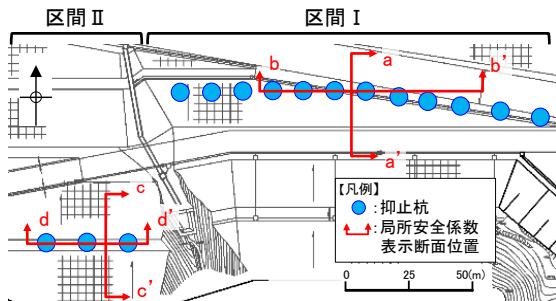 区間Ⅱ 区間Ⅰ
a
b b'
a'
c
d d'
c'
【凡例】
:抑止杭
:局所安全係数
表示断面位置
0 25 50(m)